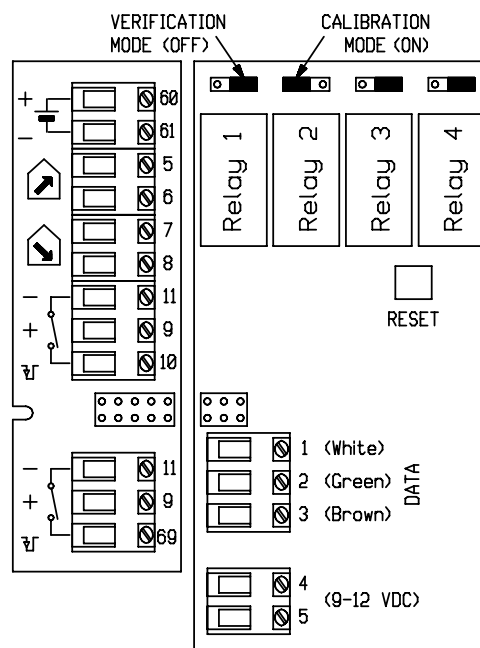 VERIFICATION
MODE (OFF)
CALIBRATION
MODE (ON)
+
60
−
61
5
6
7
8
− 11
+ 9
10
− 11
+ 9
69
Relay 1
Relay 2
Relay 3
Relay 4
RESET
1 (White)
2 (Green)
3 (Brown)
DATA
4
5
(9-12 VDC)